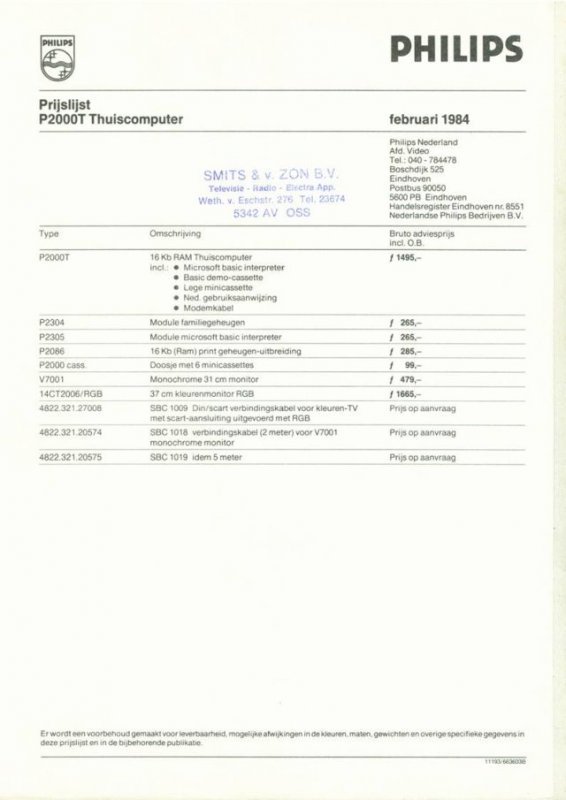 PHILIPS
PHILIPS
Prijslijst
P2000T Thuiscomputer
februari 1984
Philips Nederland
Afd. Video
Tel.: 040 - 784478
Boschdijk 525
Eindhoven
Postbus 90050
5600 PB Eindhoven
Handelsregister Eindhoven nr. 8551
Nederlandse Philips Bedrijven B.V.
SMITS & v. ZON B.V.
Televisie - Radio - Electra App.
Weth. v. Eschstr. 276 Tel. 23674
5342 AV OSS
Type Omschrijving Bruto adviesprijs
incl. O.B.
P2000T 16 Kb RAM Thuiscomputer ƒ 1495,-
incl.: ● Microsoft basic interpreter
● Basic demo-cassette
● Lege minicassette
● Ned. gebruiksaanwijzing
● Modemkabel
P2304 Module familiegeheugen ƒ 265,-
P2305 Module microsoft basic interpreter ƒ 265,-
P2086 16 Kb (Ram) print geheugen-uitbreiding ƒ 285,-
P2000 cass. Doosje met 6 minicassettes ƒ 99,-
V7001 Monochrome 31 cm monitor ƒ 479,-
14CT2006/RGB 37 cm kleurenmonitor RGB ƒ 1665,-
4822.321.27008 SBC 1009 Din/scart verbindingskabel voor kleuren-TV Prijs op aanvraag
met scart-aansluiting uitgevoerd met RGB
4822.321.20574 SBC 1018 verbindingskabel (2 meter) voor V7001 Prijs op aanvraag
monochrome monitor
4822.321.20575 SBC 1019 idem 5 meter Prijs op aanvraag
Er wordt een voorbehoud gemaakt voor leverbaarheid, mogelijke afwijkingen in de kleuren, maten, gewichten en overige specifieke gegevens in
deze prijslijst en in de bijbehorende publikatie.